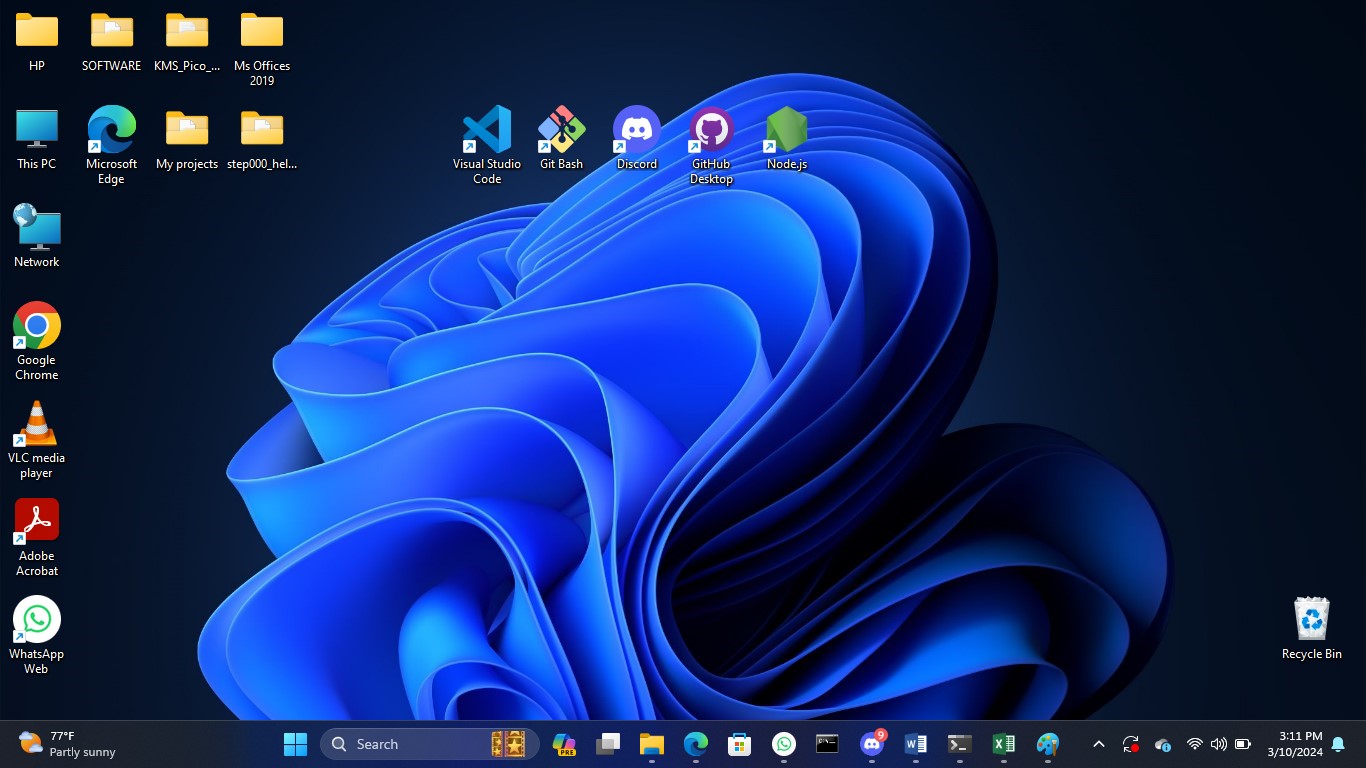 HP
SOFTWARE
KMS_Pico_...
Ms Offices
2019
This PC
Microsoft
Edge
My projects
step000_hel...
Visual Studio
Code
Git Bash
Discord
GitHub
Desktop
Node.js
Network
Google
Chrome
VLC media
player
Adobe
Acrobat
WhatsApp
Web
Recycle Bin
77°F
Partly sunny
Search
PRE
9
3:11 PM
3/10/2024